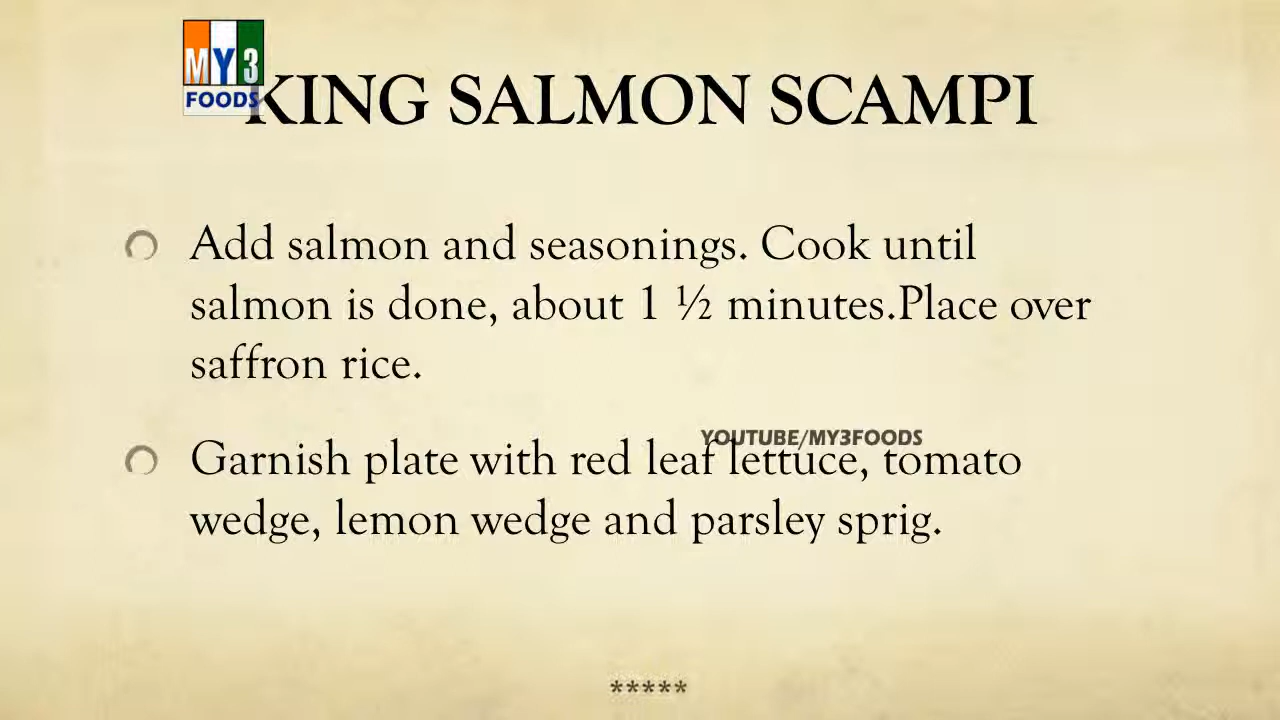 MY3
FOODS
KING SALMON SCAMPI
Add salmon and seasonings. Cook until
salmon is done, about 1 ½ minutes.Place over
saffron rice.
YOUTUBE/MY3FOODS
Garnish plate with red leaf lettuce, tomato
wedge, lemon wedge and parsley sprig.
*****